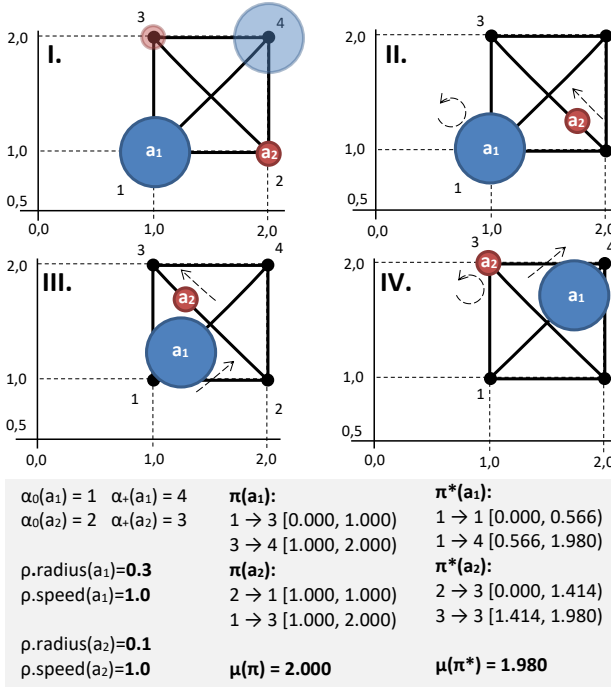 3
4
2,0
I.
a₁
a₂
1,0
1
2
0,5
0,0
1,0
2,0
3
4
2,0
II.
a₂
a₁
1,0
1
0,5
0,0
1,0
2,0
3
4
2,0
III.
a₂
a₁
1,0
1
2
0,5
0,0
1,0
2,0
3
4
a₂
2,0
IV.
a₁
1,0
1
0,5
0,0
1,0
2,0
α₀(a₁) = 1 α₊(a₁) = 4
α₀(a₂) = 2 α₊(a₂) = 3
ρ.radius(a₁)=0.3
ρ.speed(a₁)=1.0
ρ.radius(a₂)=0.1
ρ.speed(a₂)=1.0
π(a₁):
1 → 3 [0.000, 1.000)
3 → 4 [1.000, 2.000)
π(a₂):
2 → 1 [1.000, 1.000)
1 → 3 [1.000, 2.000)
μ(π) = 2.000
π*(a₁):
1 → 1 [0.000, 0.566)
1 → 4 [0.566, 1.980)
π*(a₂):
2 → 3 [0.000, 1.414)
3 → 3 [1.414, 1.980)
μ(π*) = 1.980